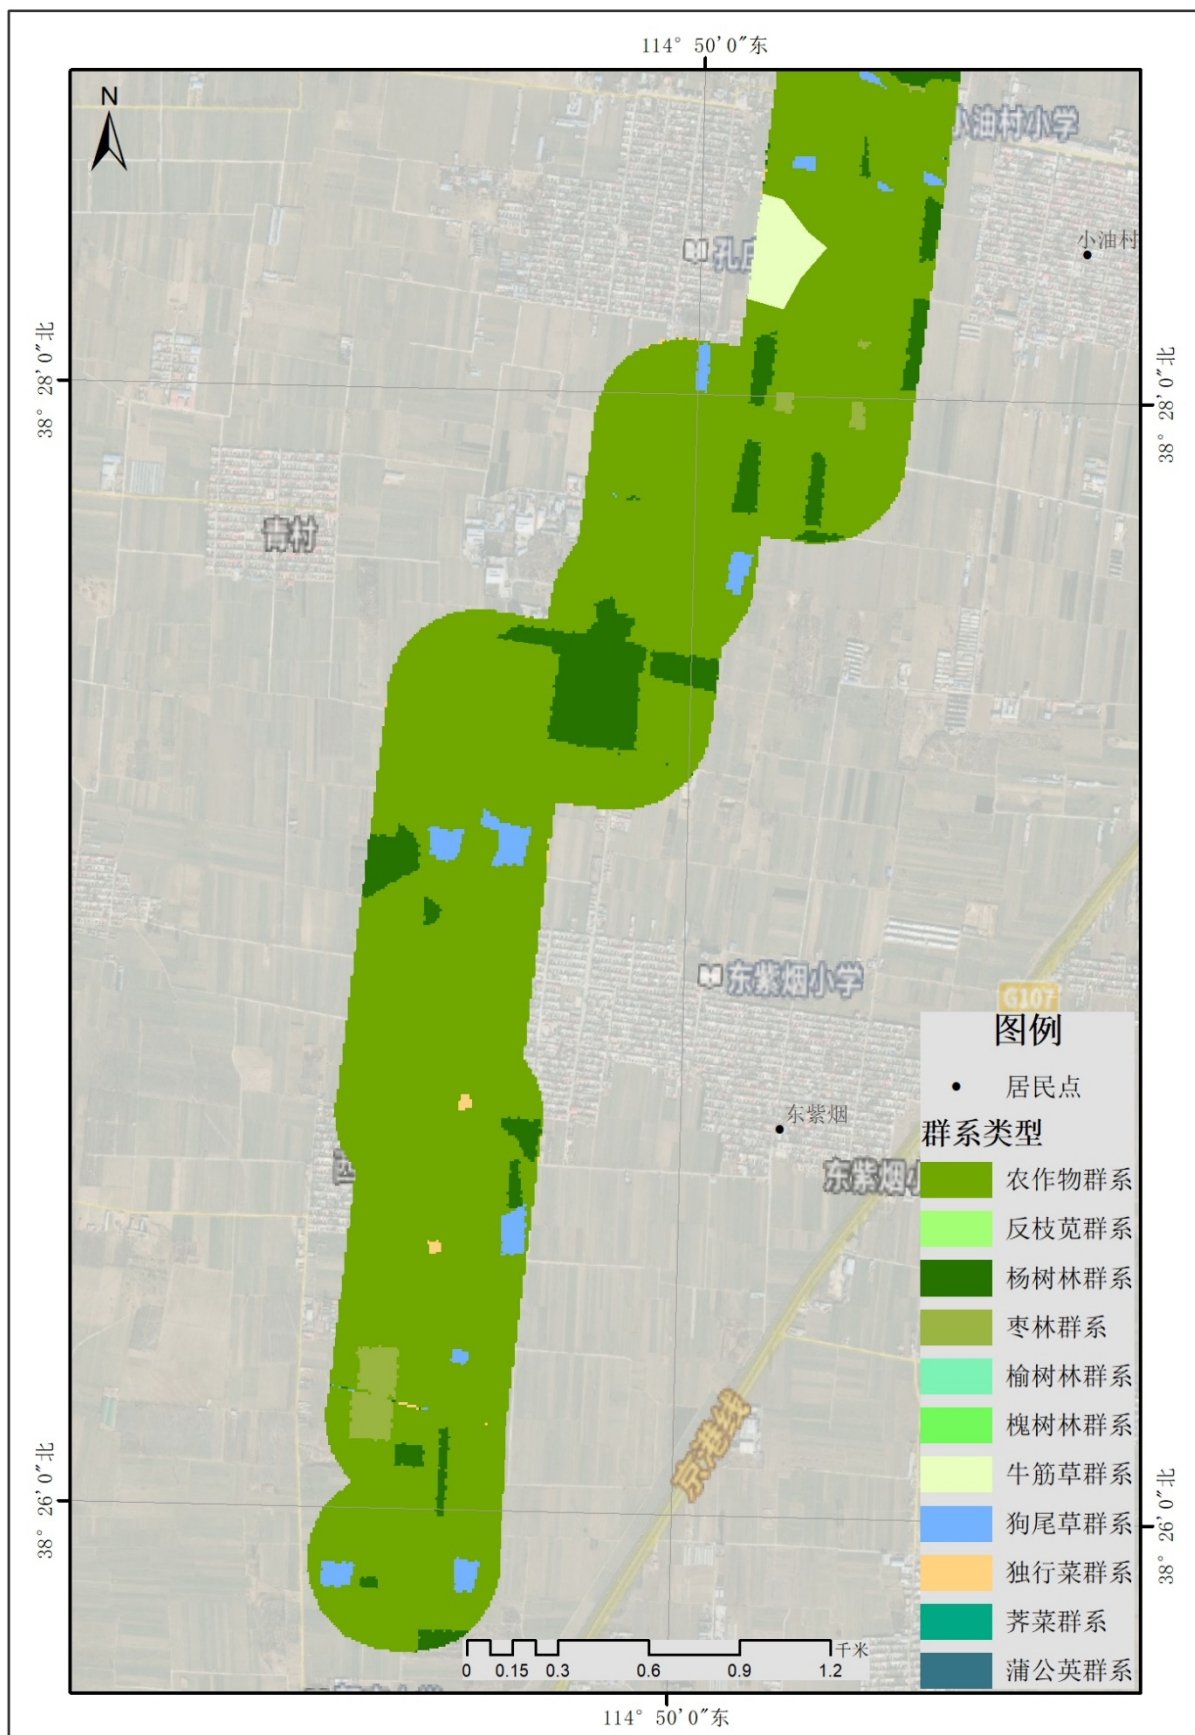 114° 50'0"东
N
小油村小学
小油村
孔
38° 28'0"北
38° 28'0"北
青村
东紫烟小学
G107
东紫烟
东紫烟小
京港线
38° 26'0"北
38° 26'0"北
图例
居民点
群系类型
农作物群系
反枝苋群系
杨树林群系
枣林群系
榆树林群系
槐树林群系
牛筋草群系
狗尾草群系
独行菜群系
荠菜群系
蒲公英群系
千米
0 0.15 0.3 0.6 0.9 1.2
114° 50'0"东